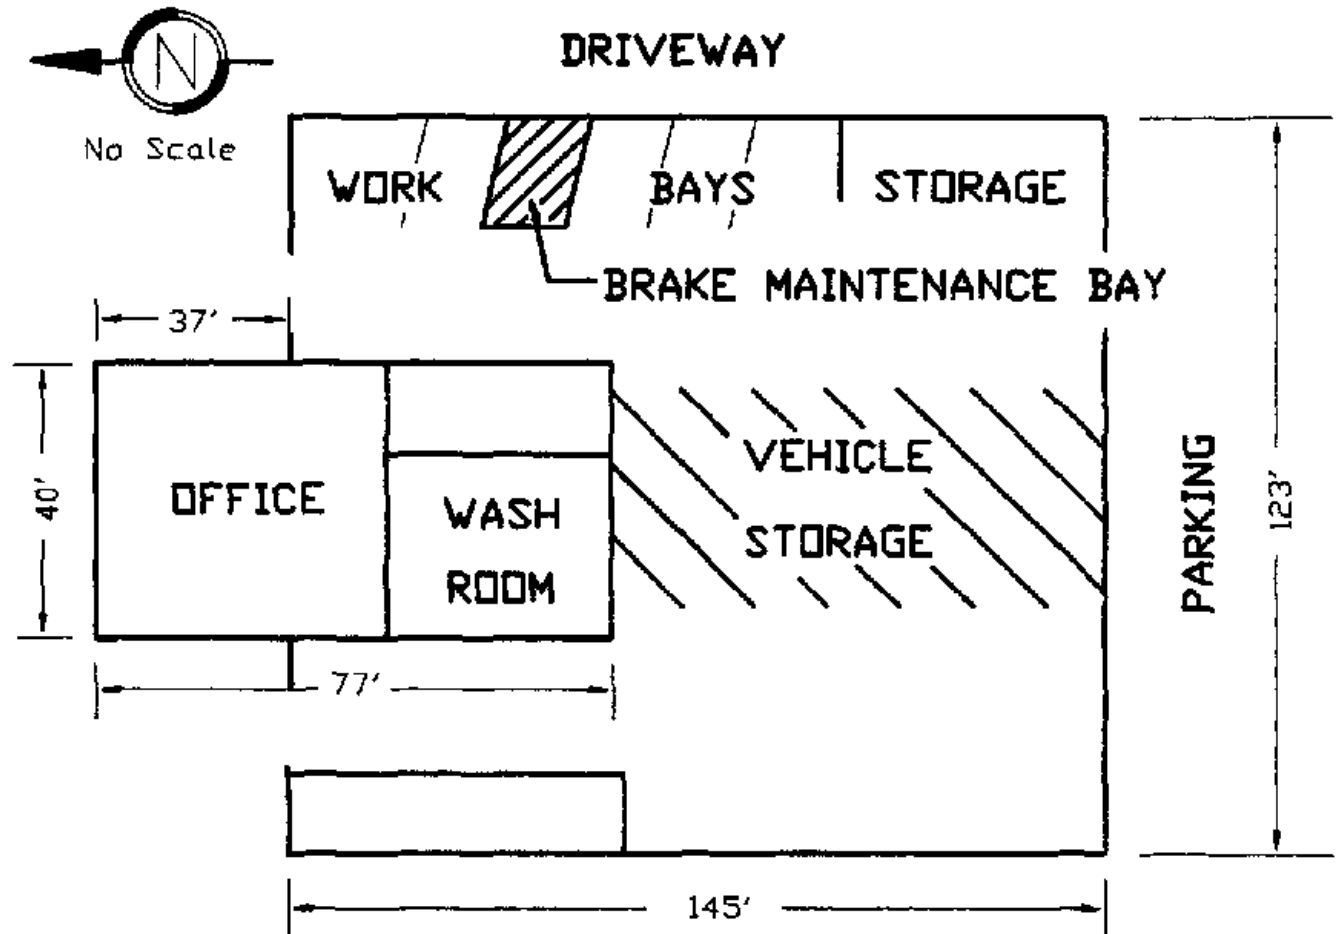 N
DRIVEWAY
No Scale
WORK
BAYS
STORAGE
BRAKE MAINTENANCE BAY
37'
VEHICLE
STORAGE
OFFICE
WASH
ROOM
40'
PARKING
123'
77'
145'